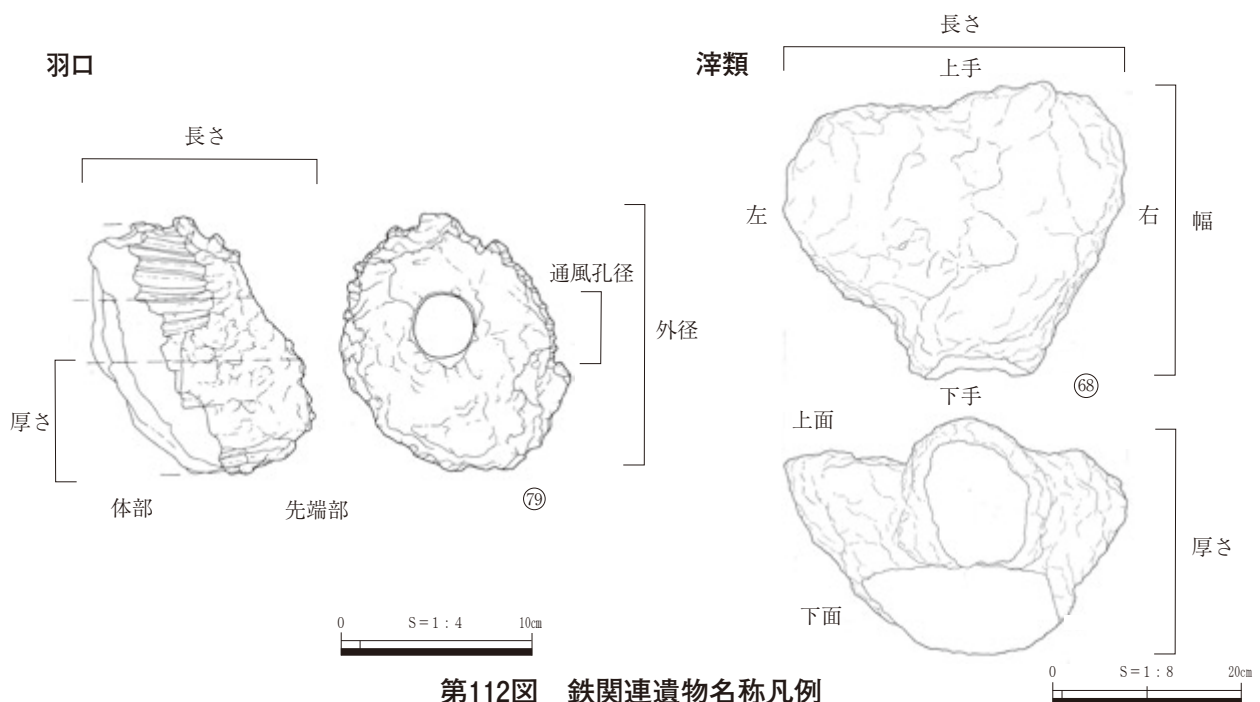 羽口
長さ
通風孔径
外径
厚さ
体部
先端部
㊆㊈
0 S=1:4 10㎝
滓類
長さ
上手
左
右
幅
下手
上面
下面
厚さ
0 S=1:8 20㎝
第112図 鉄関連遺物名称凡例